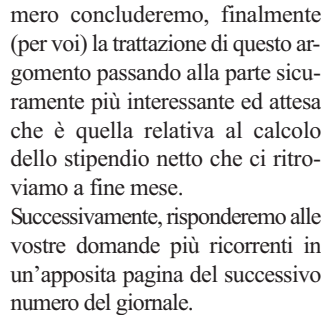 mero concluderemo, finalmente
(per voi) la trattazione di questo ar-
gomento passando alla parte sicu-
ramente più interessante ed attesa
che è quella relativa al calcolo
dello stipendio netto che ci ritro-
viamo a fine mese.
Successivamente, risponderemo alle
vostre domande più ricorrenti in
un’apposita pagina del successivo
numero del giornale.